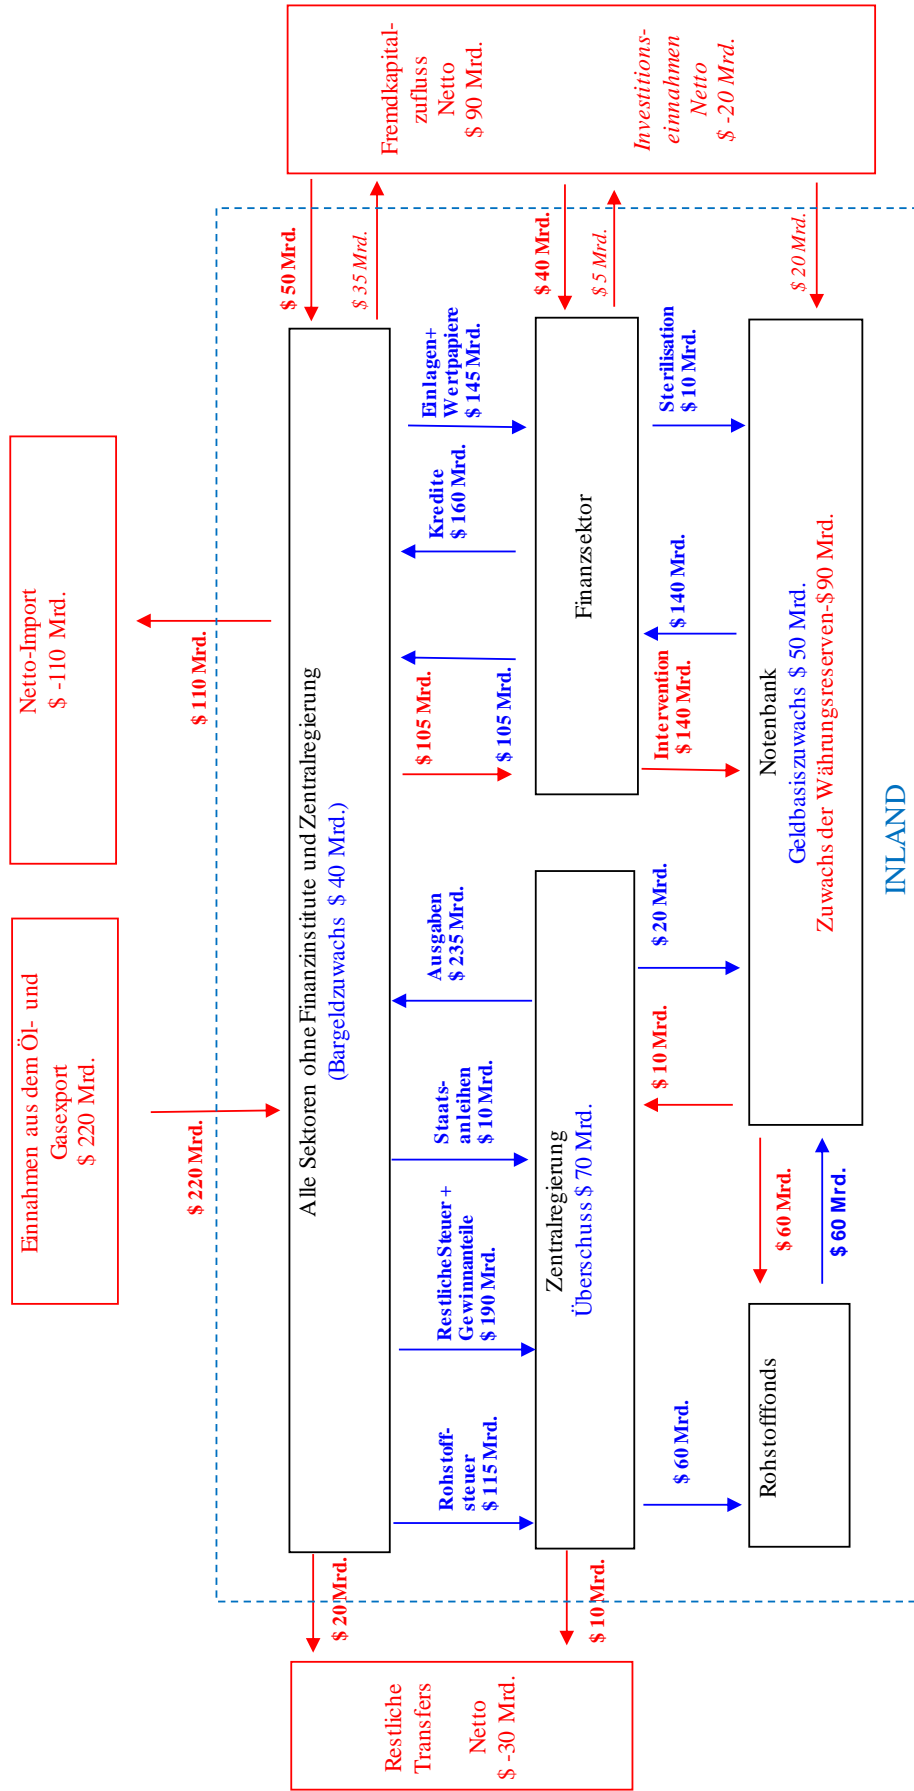 Einnahmen aus dem Öl- und
Gasexport
$ 220 Mrd.
Netto-Import
$ -110 Mrd.
$ 220 Mrd.
$ 110 Mrd.
Restliche
Transfers
Netto
$ -30 Mrd.
$ 20 Mrd.
$ 10 Mrd.
Alle Sektoren ohne Finanzinstitute und Zentralregierung
(Bargeldzuwachs $ 40 Mrd.)
$ 50 Mrd.
$ 35 Mrd.
Fremdkapital-
zufluss
Netto
$ 90 Mrd.
Investitions-
einnahmen
Netto
$ -20 Mrd.
Rohstoff-
steuer
$ 115 Mrd.
Restliche Steuer +
Gewinnanteile
$ 190 Mrd.
Staats-
anleihen
$ 10 Mrd.
Ausgaben
$ 235 Mrd.
$ 105 Mrd.
$ 105 Mrd.
Kredite
$ 160 Mrd.
Einlagen+
Wertpapiere
$ 145 Mrd.
Zentralregierung
Überschuss $ 70 Mrd.
Finanzsektor
$ 40 Mrd.
$ 5 Mrd.
$ 60 Mrd.
$ 10 Mrd.
$ 20 Mrd.
Intervention
$ 140 Mrd.
$ 140 Mrd.
Sterilisation
$ 10 Mrd.
Rohstofffonds
$ 60 Mrd.
$ 60 Mrd.
Notenbank
Geldbasiszuwachs $ 50 Mrd.
Zuwachs der Währungsreserven-$90 Mrd.
$ 20 Mrd.
INLAND